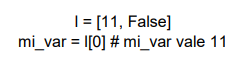 l = [11, False]
mi_var = l[0] # mi_var vale 11